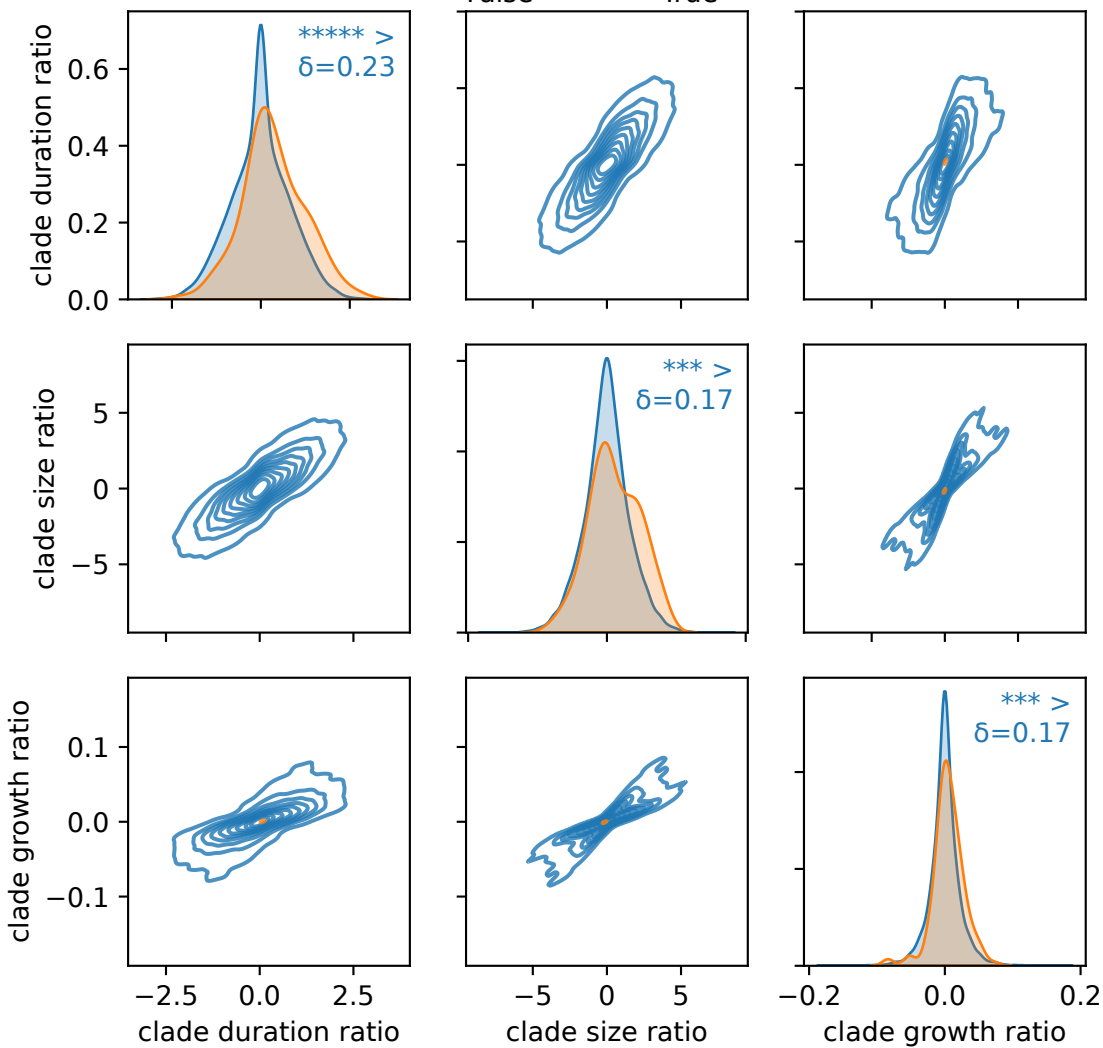 True
***** >
δ=0.23
clade duration ratio
0.6
0.4
0.2
0.0
*** >
δ=0.17
clade size ratio
5
0
−5
*** >
δ=0.17
clade growth ratio
0.1
0.0
−0.1
−2.5 0.0 2.5 −5 0 5 −0.2 0.0 0.2
clade duration ratio clade size ratio clade growth ratio